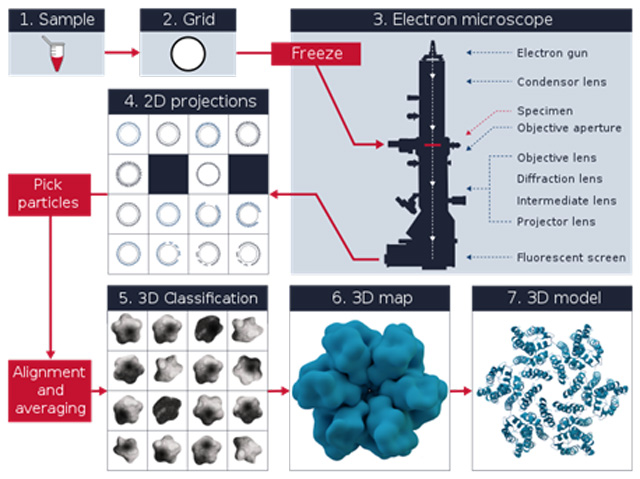 1. Sample
2. Grid
3. Electron microscope
Freeze
Electron gun
Condensor lens
Specimen
Objective aperture
Objective lens
Diffraction lens
Intermediate lens
Projector lens
Fluorescent screen
4. 2D projections
Pick
particles
5. 3D Classification
6. 3D map
7. 3D model
Alignment
and
averaging